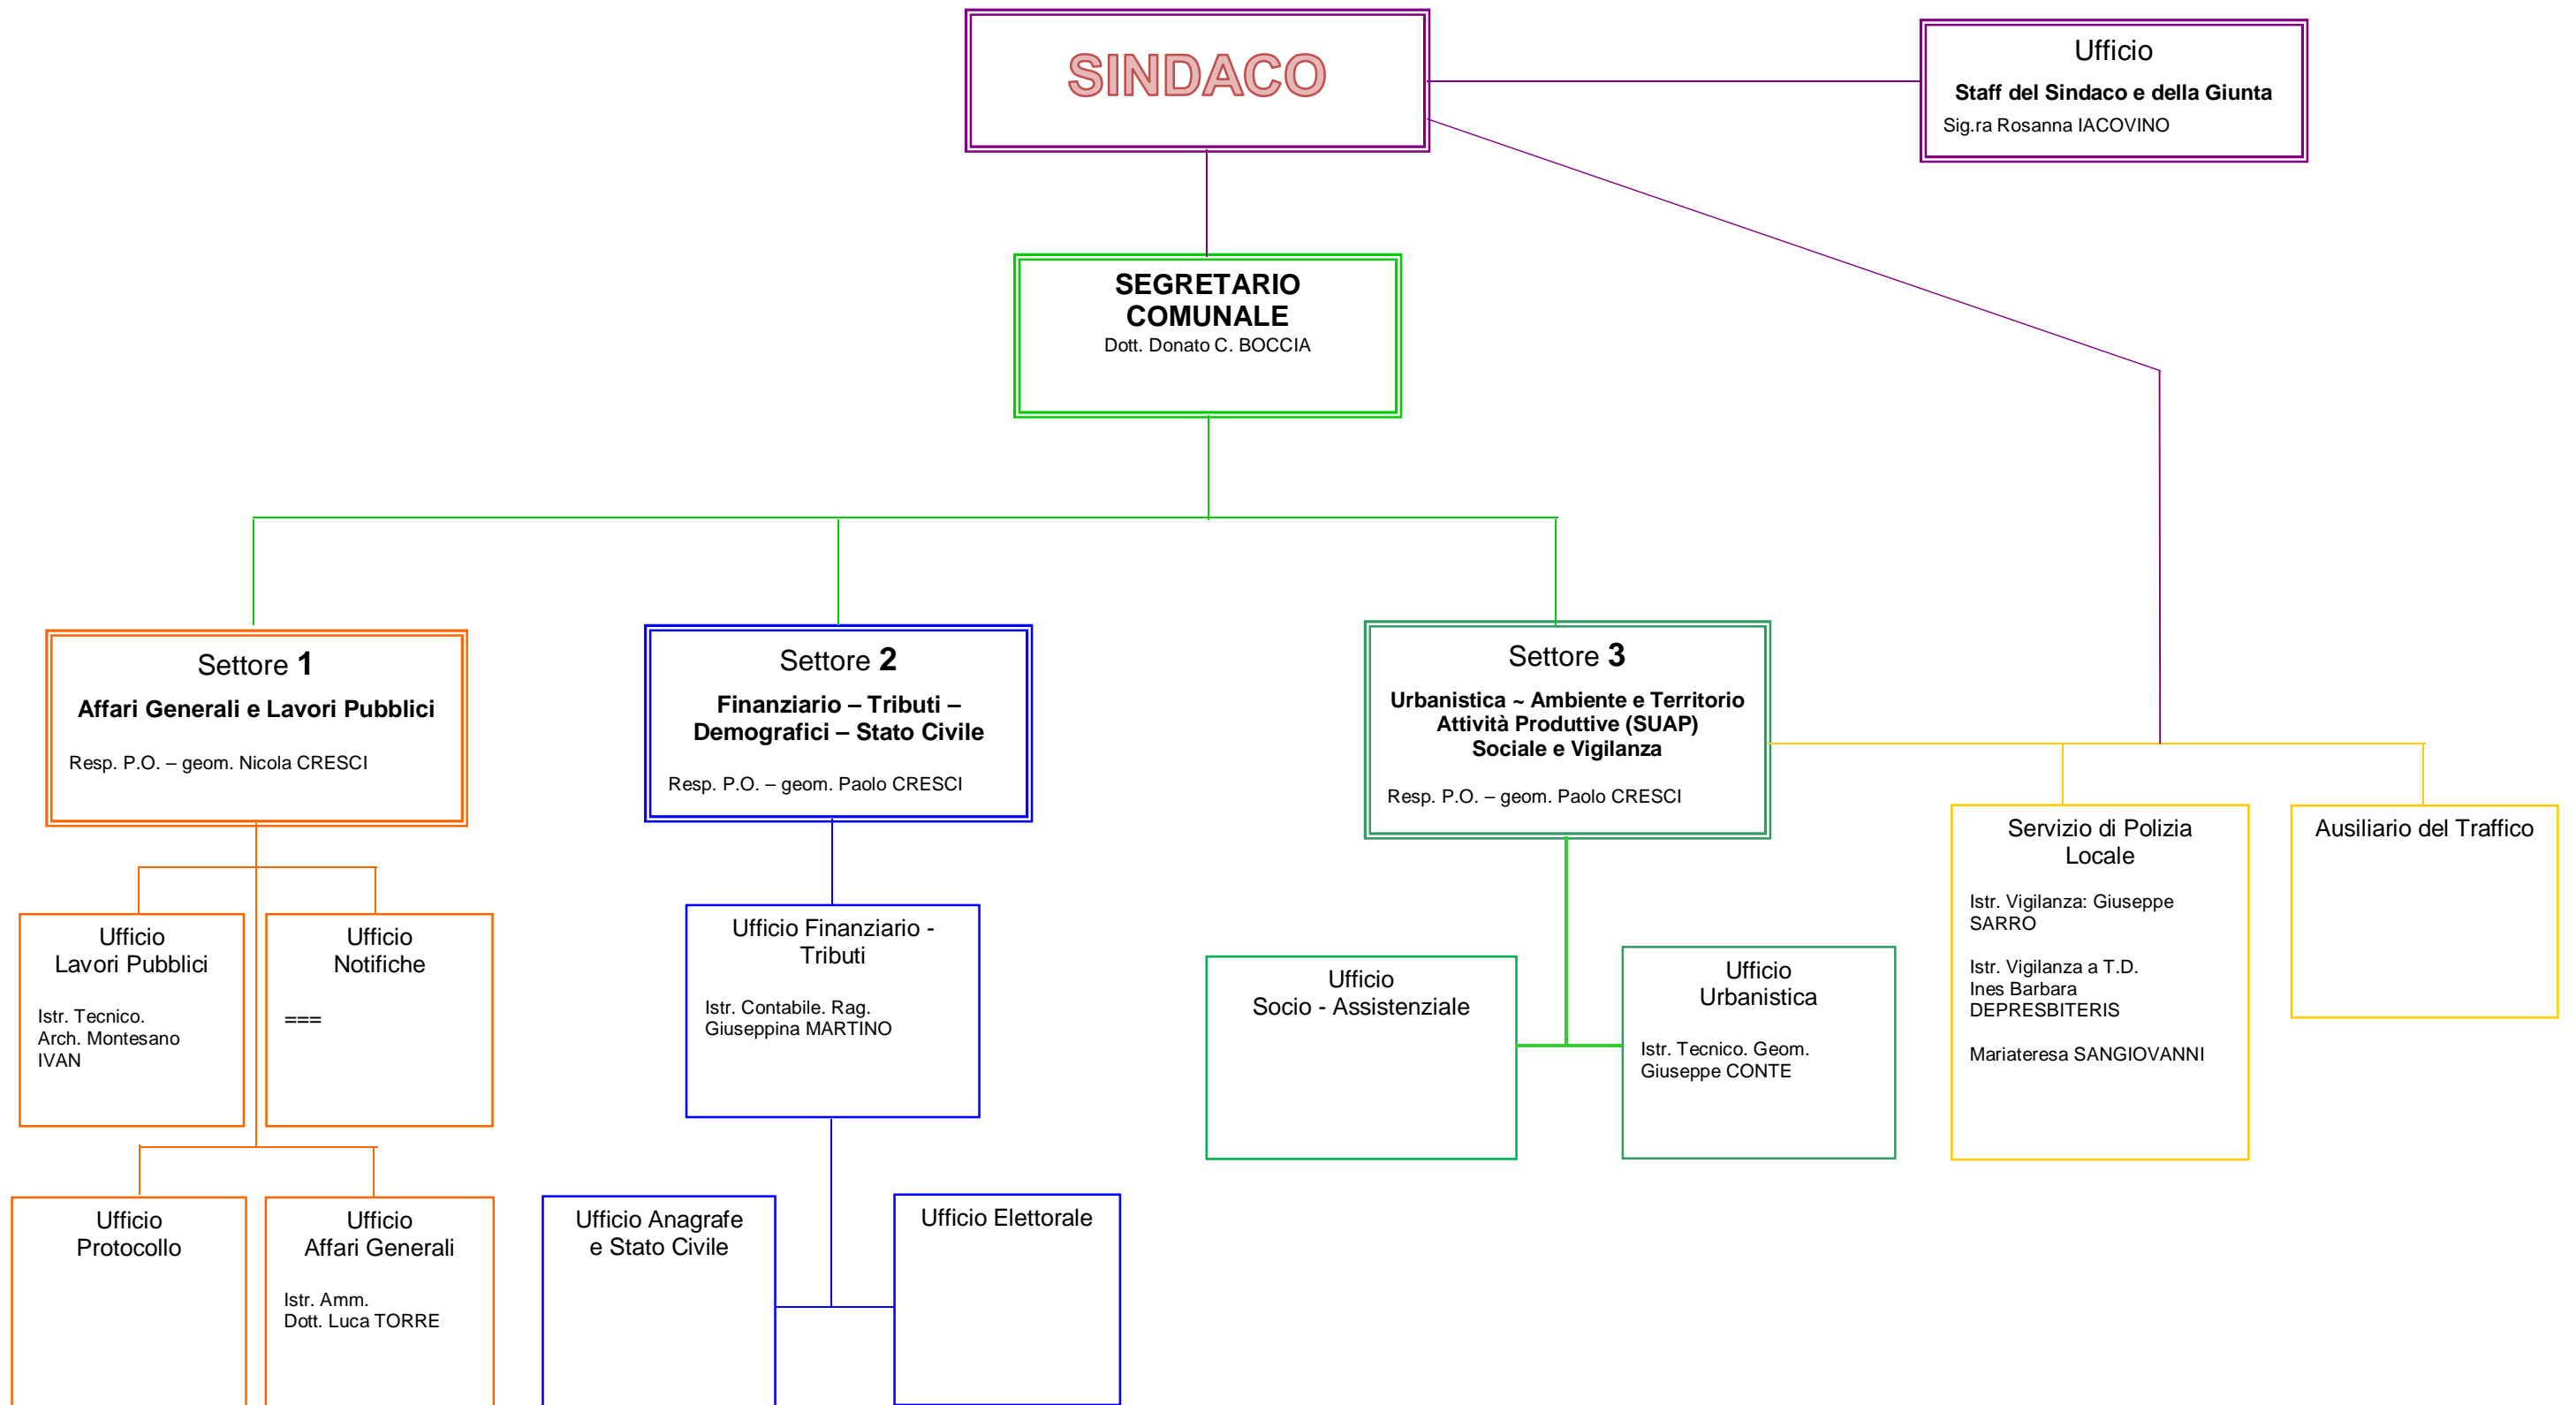 SINDACO
Ufficio
Staff del Sindaco e della Giunta
Sig.ra Rosanna IACOVINO
SEGRETARIO
COMUNALE
Dott. Donato C. BOCCIA
Settore 1
Affari Generali e Lavori Pubblici
Resp. P.O. – geom. Nicola CRESCI
Settore 2
Finanziario – Tributi –
Demografici – Stato Civile
Resp. P.O. – geom. Paolo CRESCI
Settore 3
Urbanistica ~ Ambiente e Territorio
Attività Produttive (SUAP)
Sociale e Vigilanza
Resp. P.O. – geom. Paolo CRESCI
Servizio di Polizia
Locale
Istr. Vigilanza: Giuseppe
SARRO
Istr. Vigilanza a T.D.
Ines Barbara
DEPRESBITERIS
Mariateresa SANGIOVANNI
Ausiliario del Traffico
Ufficio
Lavori Pubblici
Istr. Tecnico.
Arch. Montesano
IVAN
Ufficio
Notifiche
===
Ufficio Finanziario -
Tributi
Istr. Contabile. Rag.
Giuseppina MARTINO
Ufficio
Socio - Assistenziale
Ufficio
Urbanistica
Istr. Tecnico. Geom.
Giuseppe CONTE
Ufficio
Protocollo
Ufficio
Affari Generali
Istr. Amm.
Dott. Luca TORRE
Ufficio Anagrafe
e Stato Civile
Ufficio Elettorale